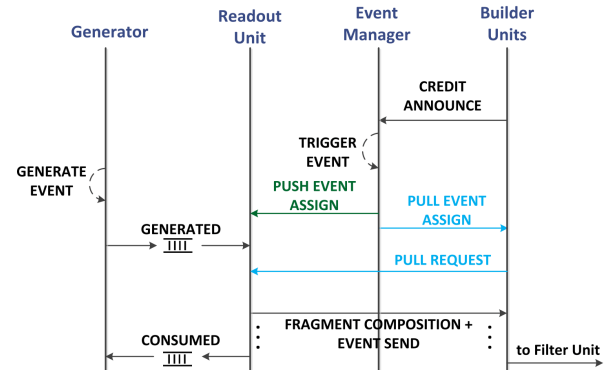 Generator
Readout
Unit
Event
Manager
Builder
Units
CREDIT
ANNOUNCE
TRIGGER
EVENT
GENERATE
EVENT
PUSH EVENT
ASSIGN
PULL EVENT
ASSIGN
GENERATED
PULL REQUEST
FRAGMENT COMPOSITION +
EVENT SEND
CONSUMED
to Filter Unit